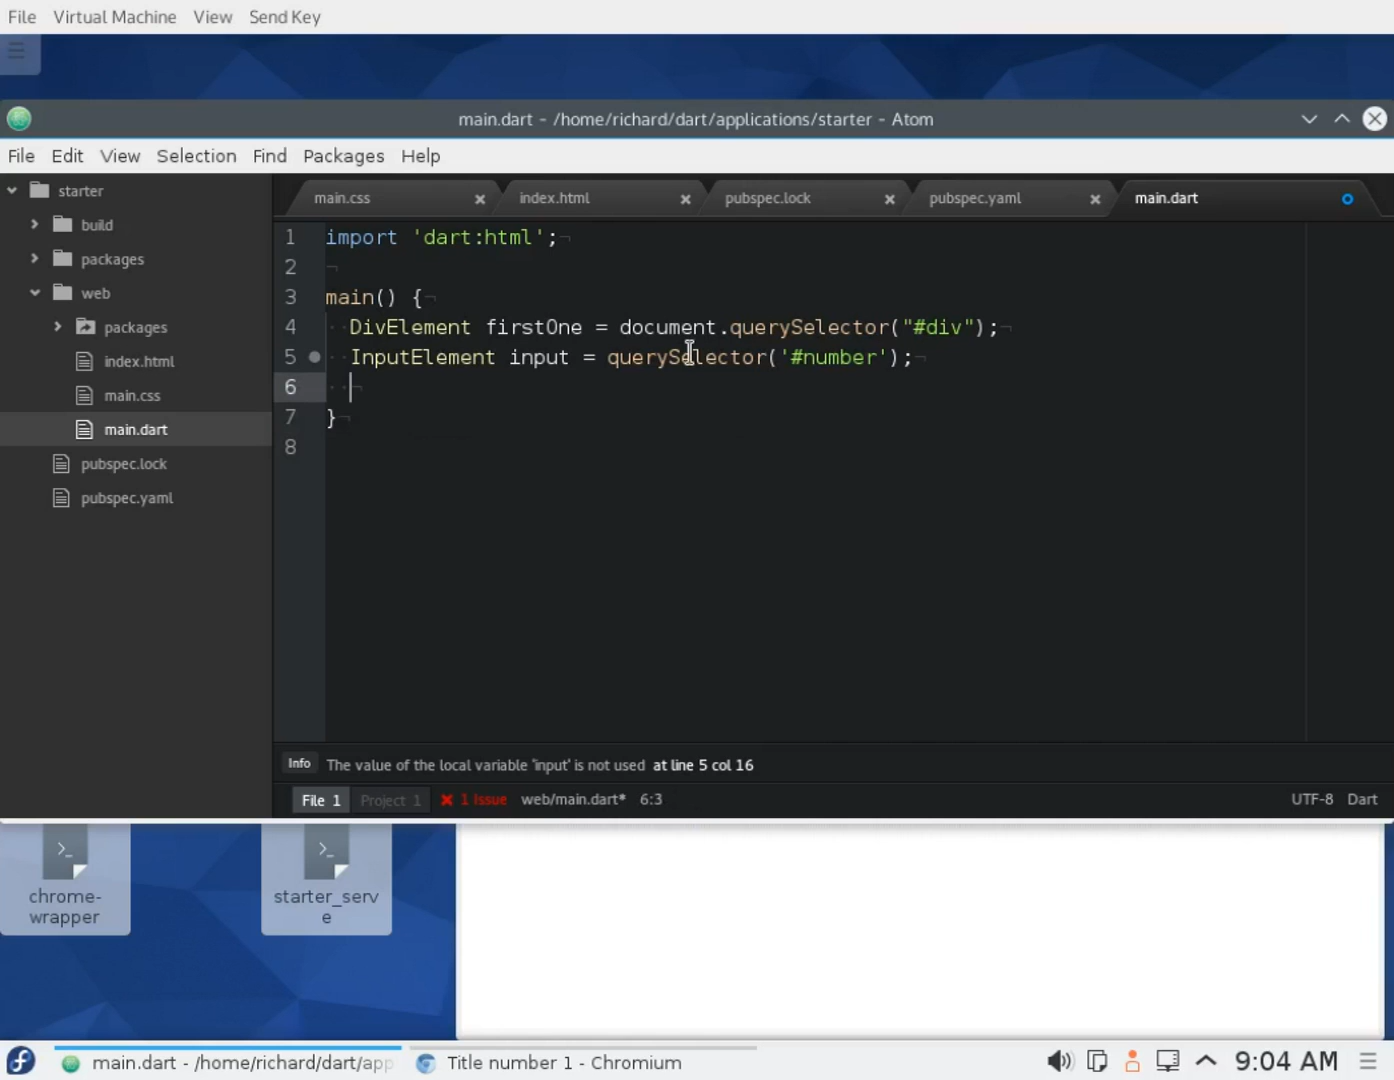 File Virtual Machine View Send Key
main.dart - /home/richard/dart/applications/starter - Atom
File Edit View Selection Find Packages Help
starter
build
packages
web
packages
index.html
main.css
main.dart
pubspec.lock
pubspec.yaml
main.css index.html pubspec.lock pubspec.yaml main.dart
1 import 'dart:html';
2
3 main() {
4 DivElement firstOne = document.querySelector("#div");
5 InputElement input = querySelector('#number');
6
7 }
8
Info The value of the local variable 'input' is not used at line 5 col 16
File 1 Project 1 1 Issue web/main.dart* 6:3 UTF-8 Dart
chrome-
wrapper
starter_serv
e
main.dart - /home/richard/dart/app Title number 1 - Chromium 9:04 AM